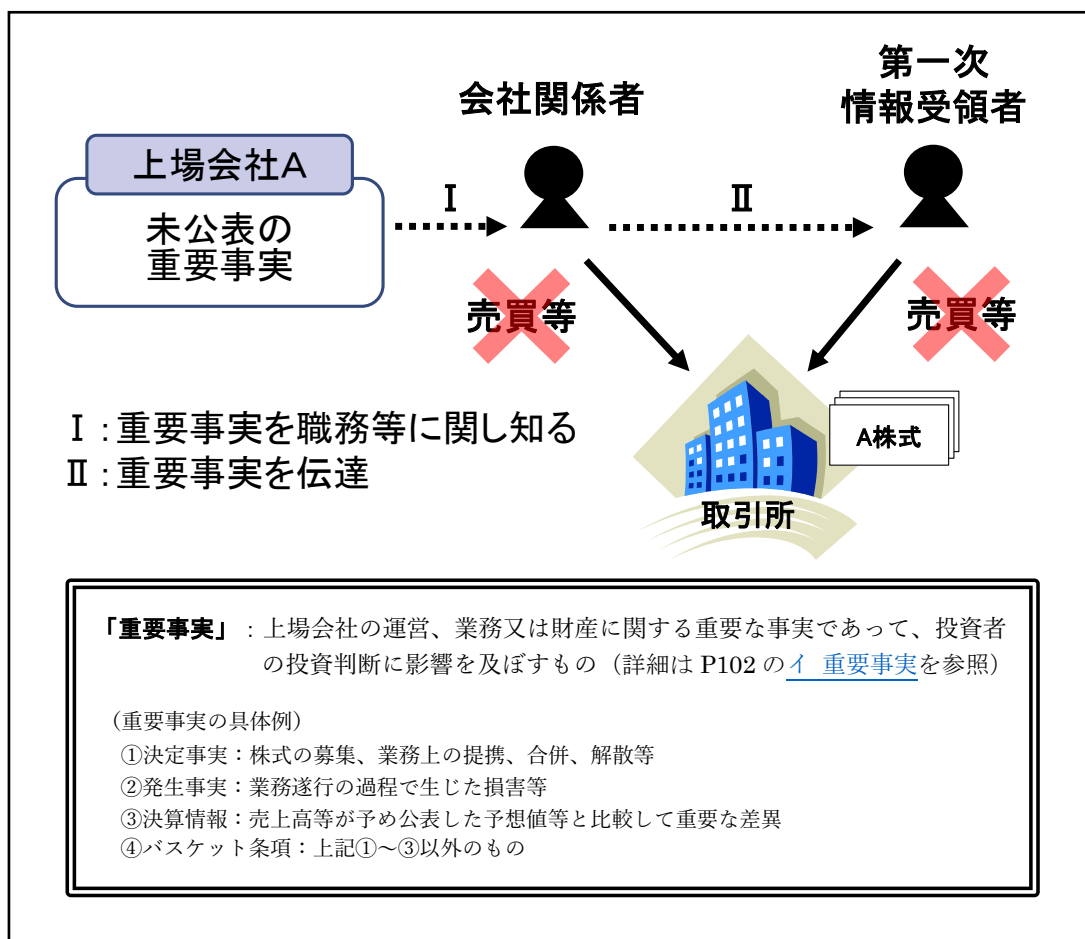 会社関係者
第一次
情報受領者
上場会社A
未公表の
重要事実
Ⅰ
Ⅱ
売買等
売買等
Ⅰ：重要事実を職務等に関し知る
Ⅱ：重要事実を伝達
A株式
取引所
「重要事実」：上場会社の運営、業務又は財産に関する重要な事実であって、投資者
の投資判断に影響を及ぼすもの（詳細は P102 のイ 重要事実を参照）
（重要事実の具体例）
①決定事実：株式の募集、業務上の提携、合併、解散等
②発生事実：業務遂行の過程で生じた損害等
③決算情報：売上高等が予め公表した予想値等と比較して重要な差異
④バスケット条項：上記①～③以外のもの